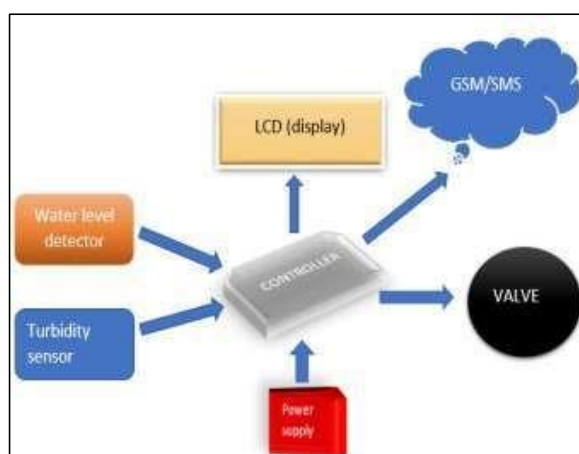 GSM/SMS
LCD (display)
Water level
detector
CONTROLLER
VALVE
Turbidity
sensor
Power
supply